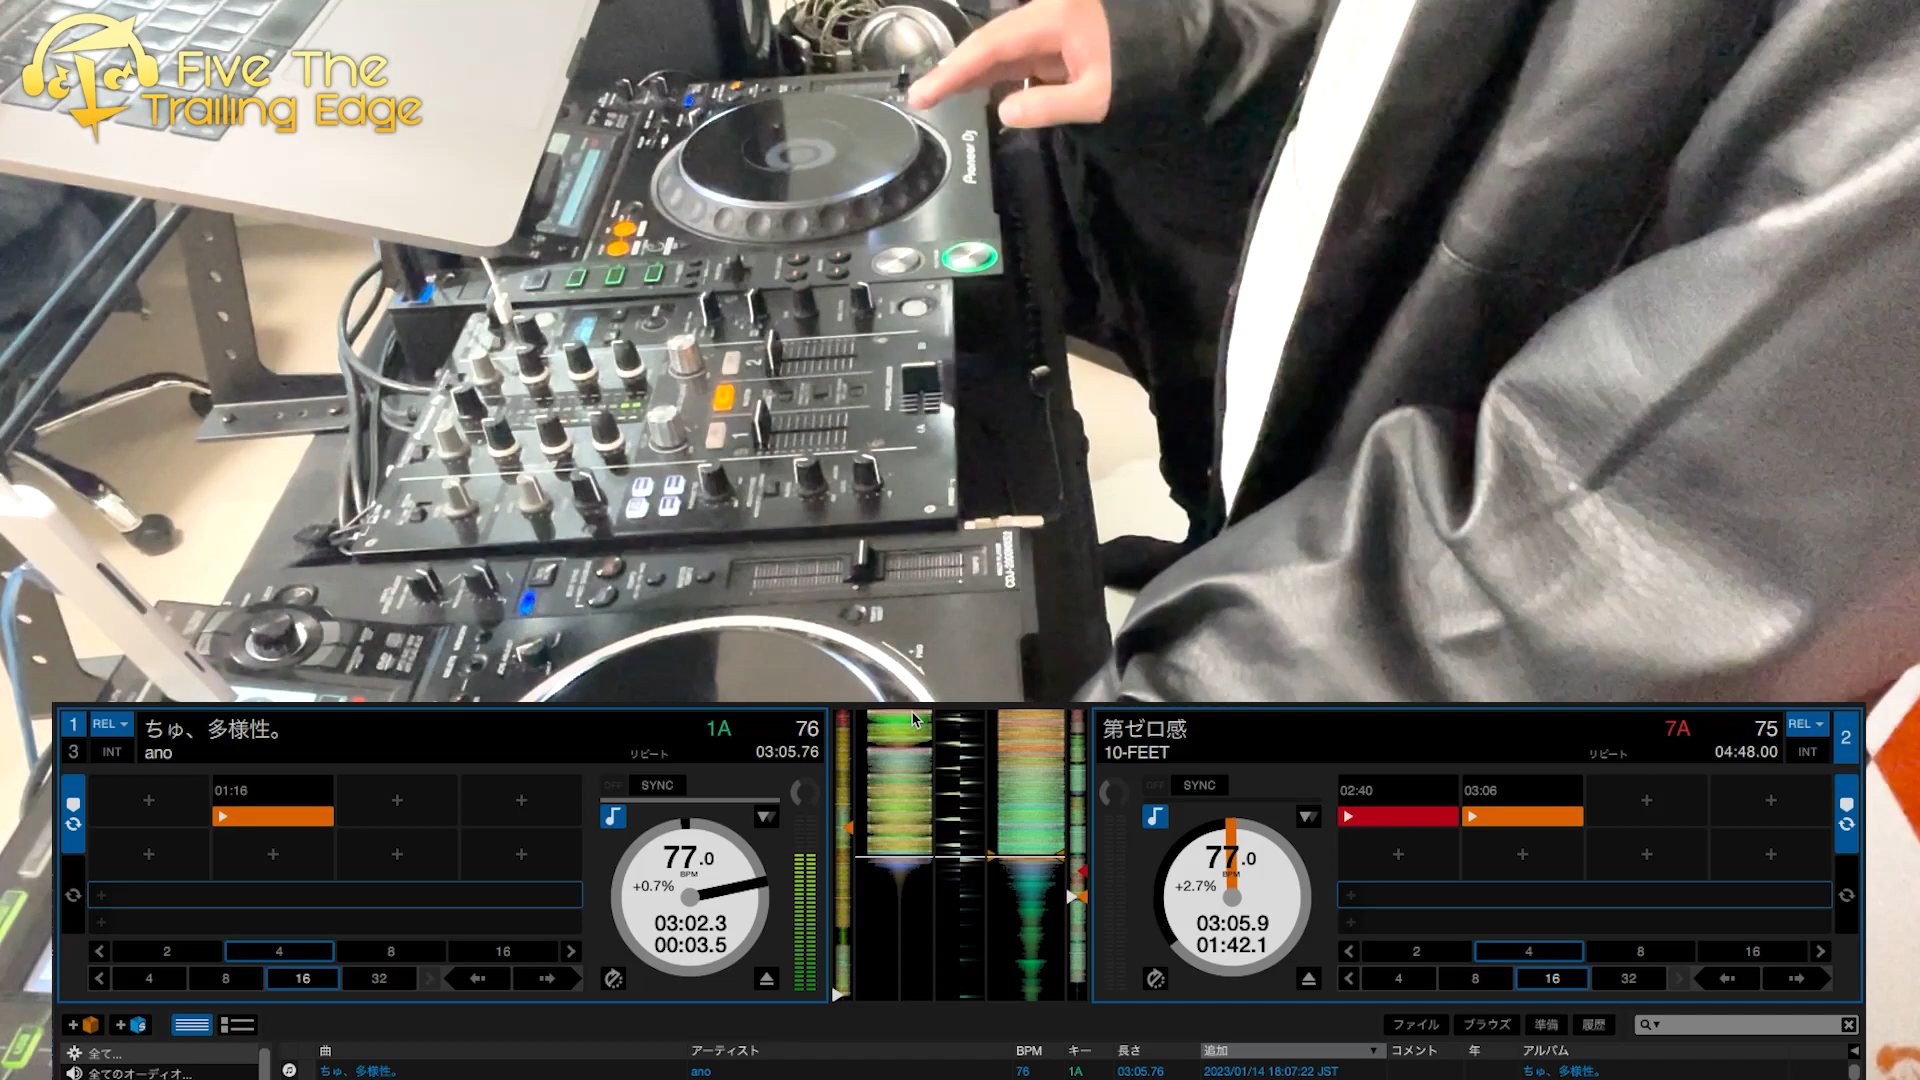 Five The
Trailing Edge
Pioneer Dj
CDJ-2000NXS2
1
REL
ちゅ、多様性。
1A
76
3
INT
ano
リピート
03:05.76
01:16
OFF
SYNC
77.0
BPM
+0.7%
03:02.3
00:03.5
2
4
8
16
4
8
16
32
第ゼロ感
7A
75
REL
2
10-FEET
リピート
04:48.00
INT
OFF
SYNC
02:40
03:06
77.0
BPM
+2.7%
03:05.9
01:42.1
2
4
8
16
4
8
16
32
ファイル
ブラウズ
準備
履歴
全て...
曲
アーティスト
BPM
キー
長さ
追加
コメント
年
アルバム
全てのオーディオ...
ちゅ、多様性。
ano
76
1A
03:05.76
2023/01/14 18:07:22 JST
ちゅ、多様性。